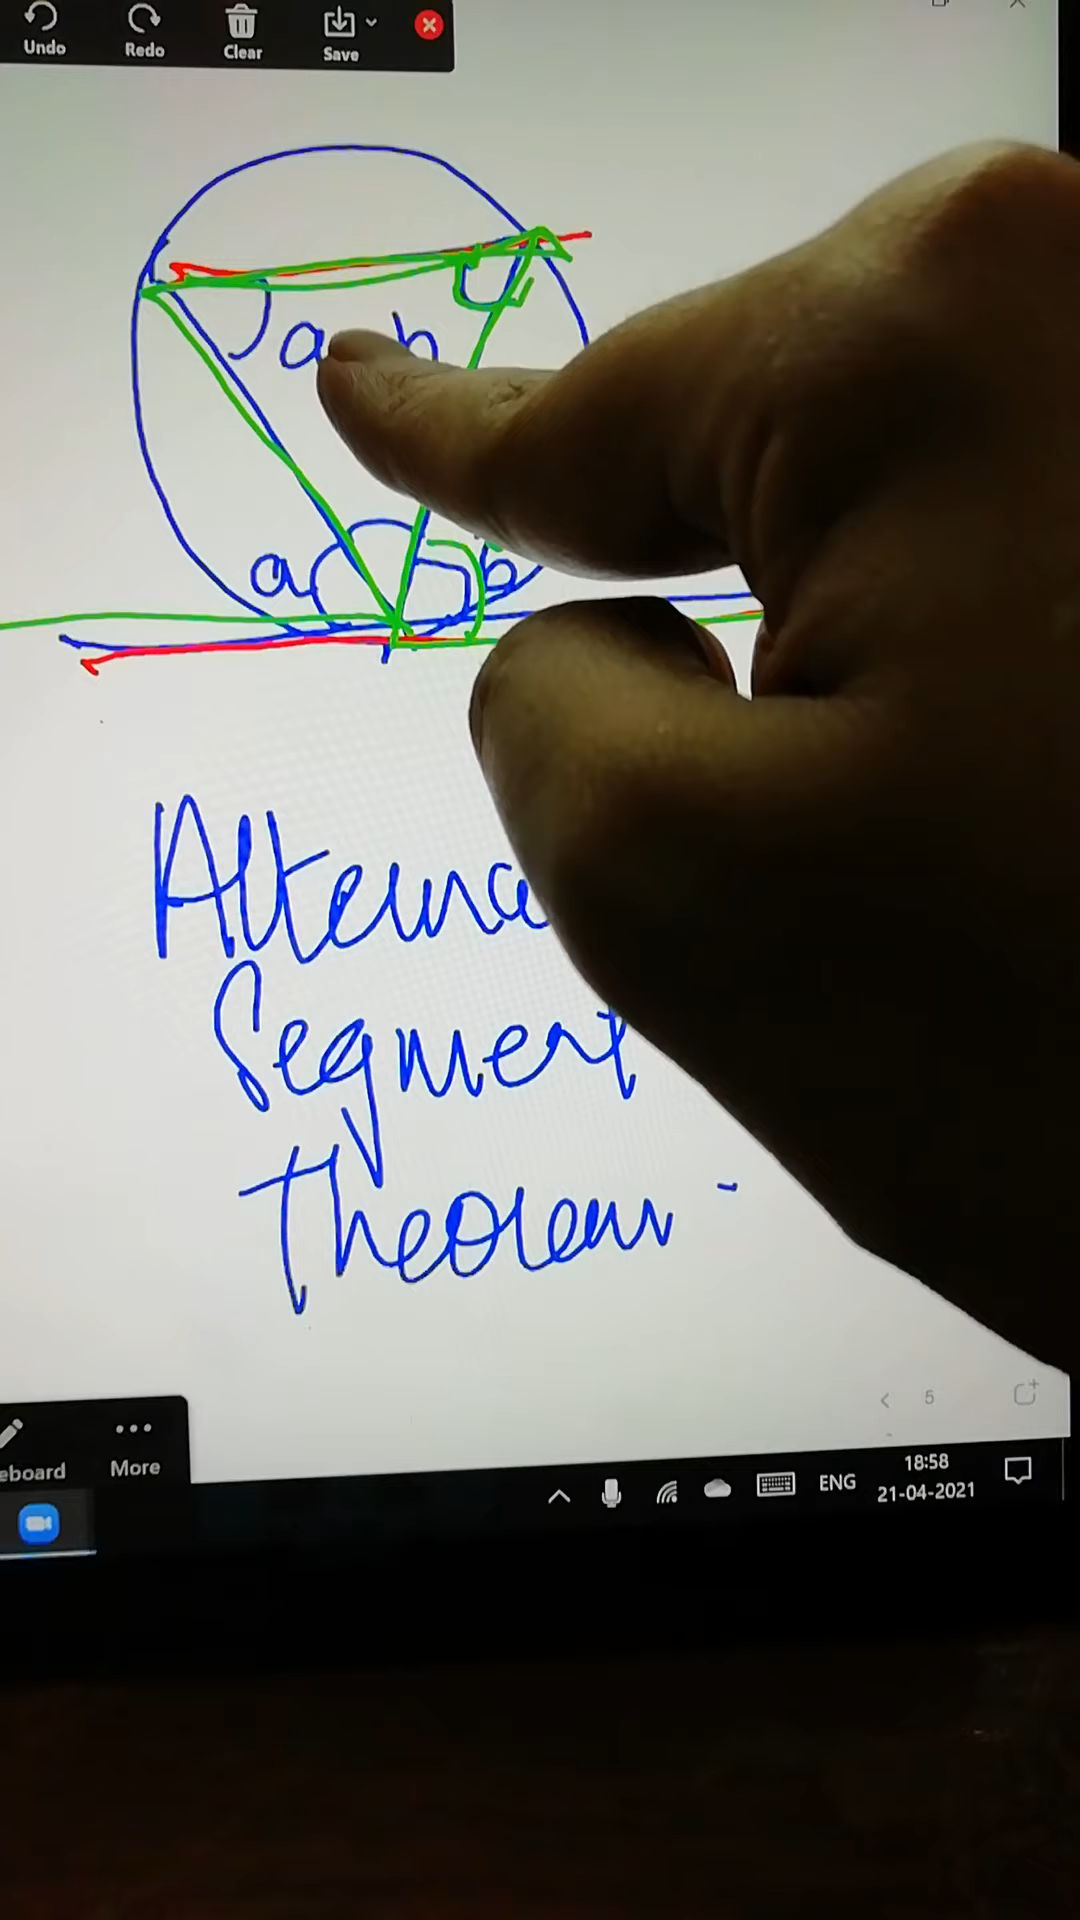 Undo Redo Clear Save
a b
a b
Alterna
Segment
Theorem -
< 5
eboard More
ENG 18:58
21-04-2021